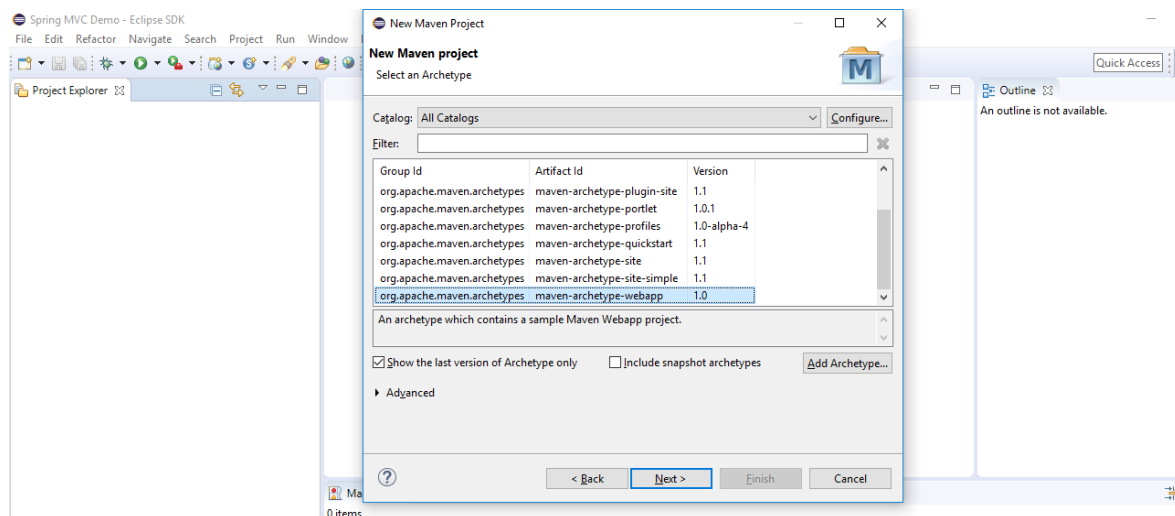 Spring MVC Demo - Eclipse SDK
File Edit Refactor Navigate Search Project Run Window
Quick Access
Project Explorer
Outline
An outline is not available.
New Maven Project
New Maven project
Select an Archetype
M
Catalog: All Catalogs Configure...
Filter:
Group Id Artifact Id Version
org.apache.maven.archetypes maven-archetype-plugin-site 1.1
org.apache.maven.archetypes maven-archetype-portlet 1.0.1
org.apache.maven.archetypes maven-archetype-profiles 1.0-alpha-4
org.apache.maven.archetypes maven-archetype-quickstart 1.1
org.apache.maven.archetypes maven-archetype-site 1.1
org.apache.maven.archetypes maven-archetype-site-simple 1.1
org.apache.maven.archetypes maven-archetype-webapp 1.0
An archetype which contains a sample Maven Webapp project.
Show the last version of Archetype only Include snapshot archetypes Add Archetype...
Advanced
? < Back Next > Finish Cancel
Ma
0 items